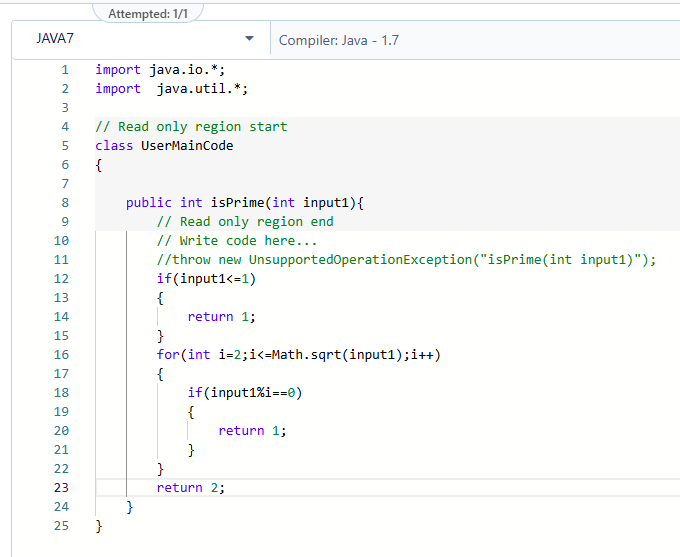 Attempted: 1/1
JAVA7
Compiler: Java - 1.7
1 import java.io.*;
2 import  java.util.*;
3
4 // Read only region start
5 class UserMainCode
6 {
7
8     public int isPrime(int input1){
9         // Read only region end
10         // Write code here...
11         //throw new UnsupportedOperationException("isPrime(int input1)");
12         if(input1<=1)
13         {
14             return 1;
15         }
16         for(int i=2;i<=Math.sqrt(input1);i++)
17         {
18             if(input1%i==0)
19             {
20                 return 1;
21             }
22         }
23         return 2;
24     }
25 }